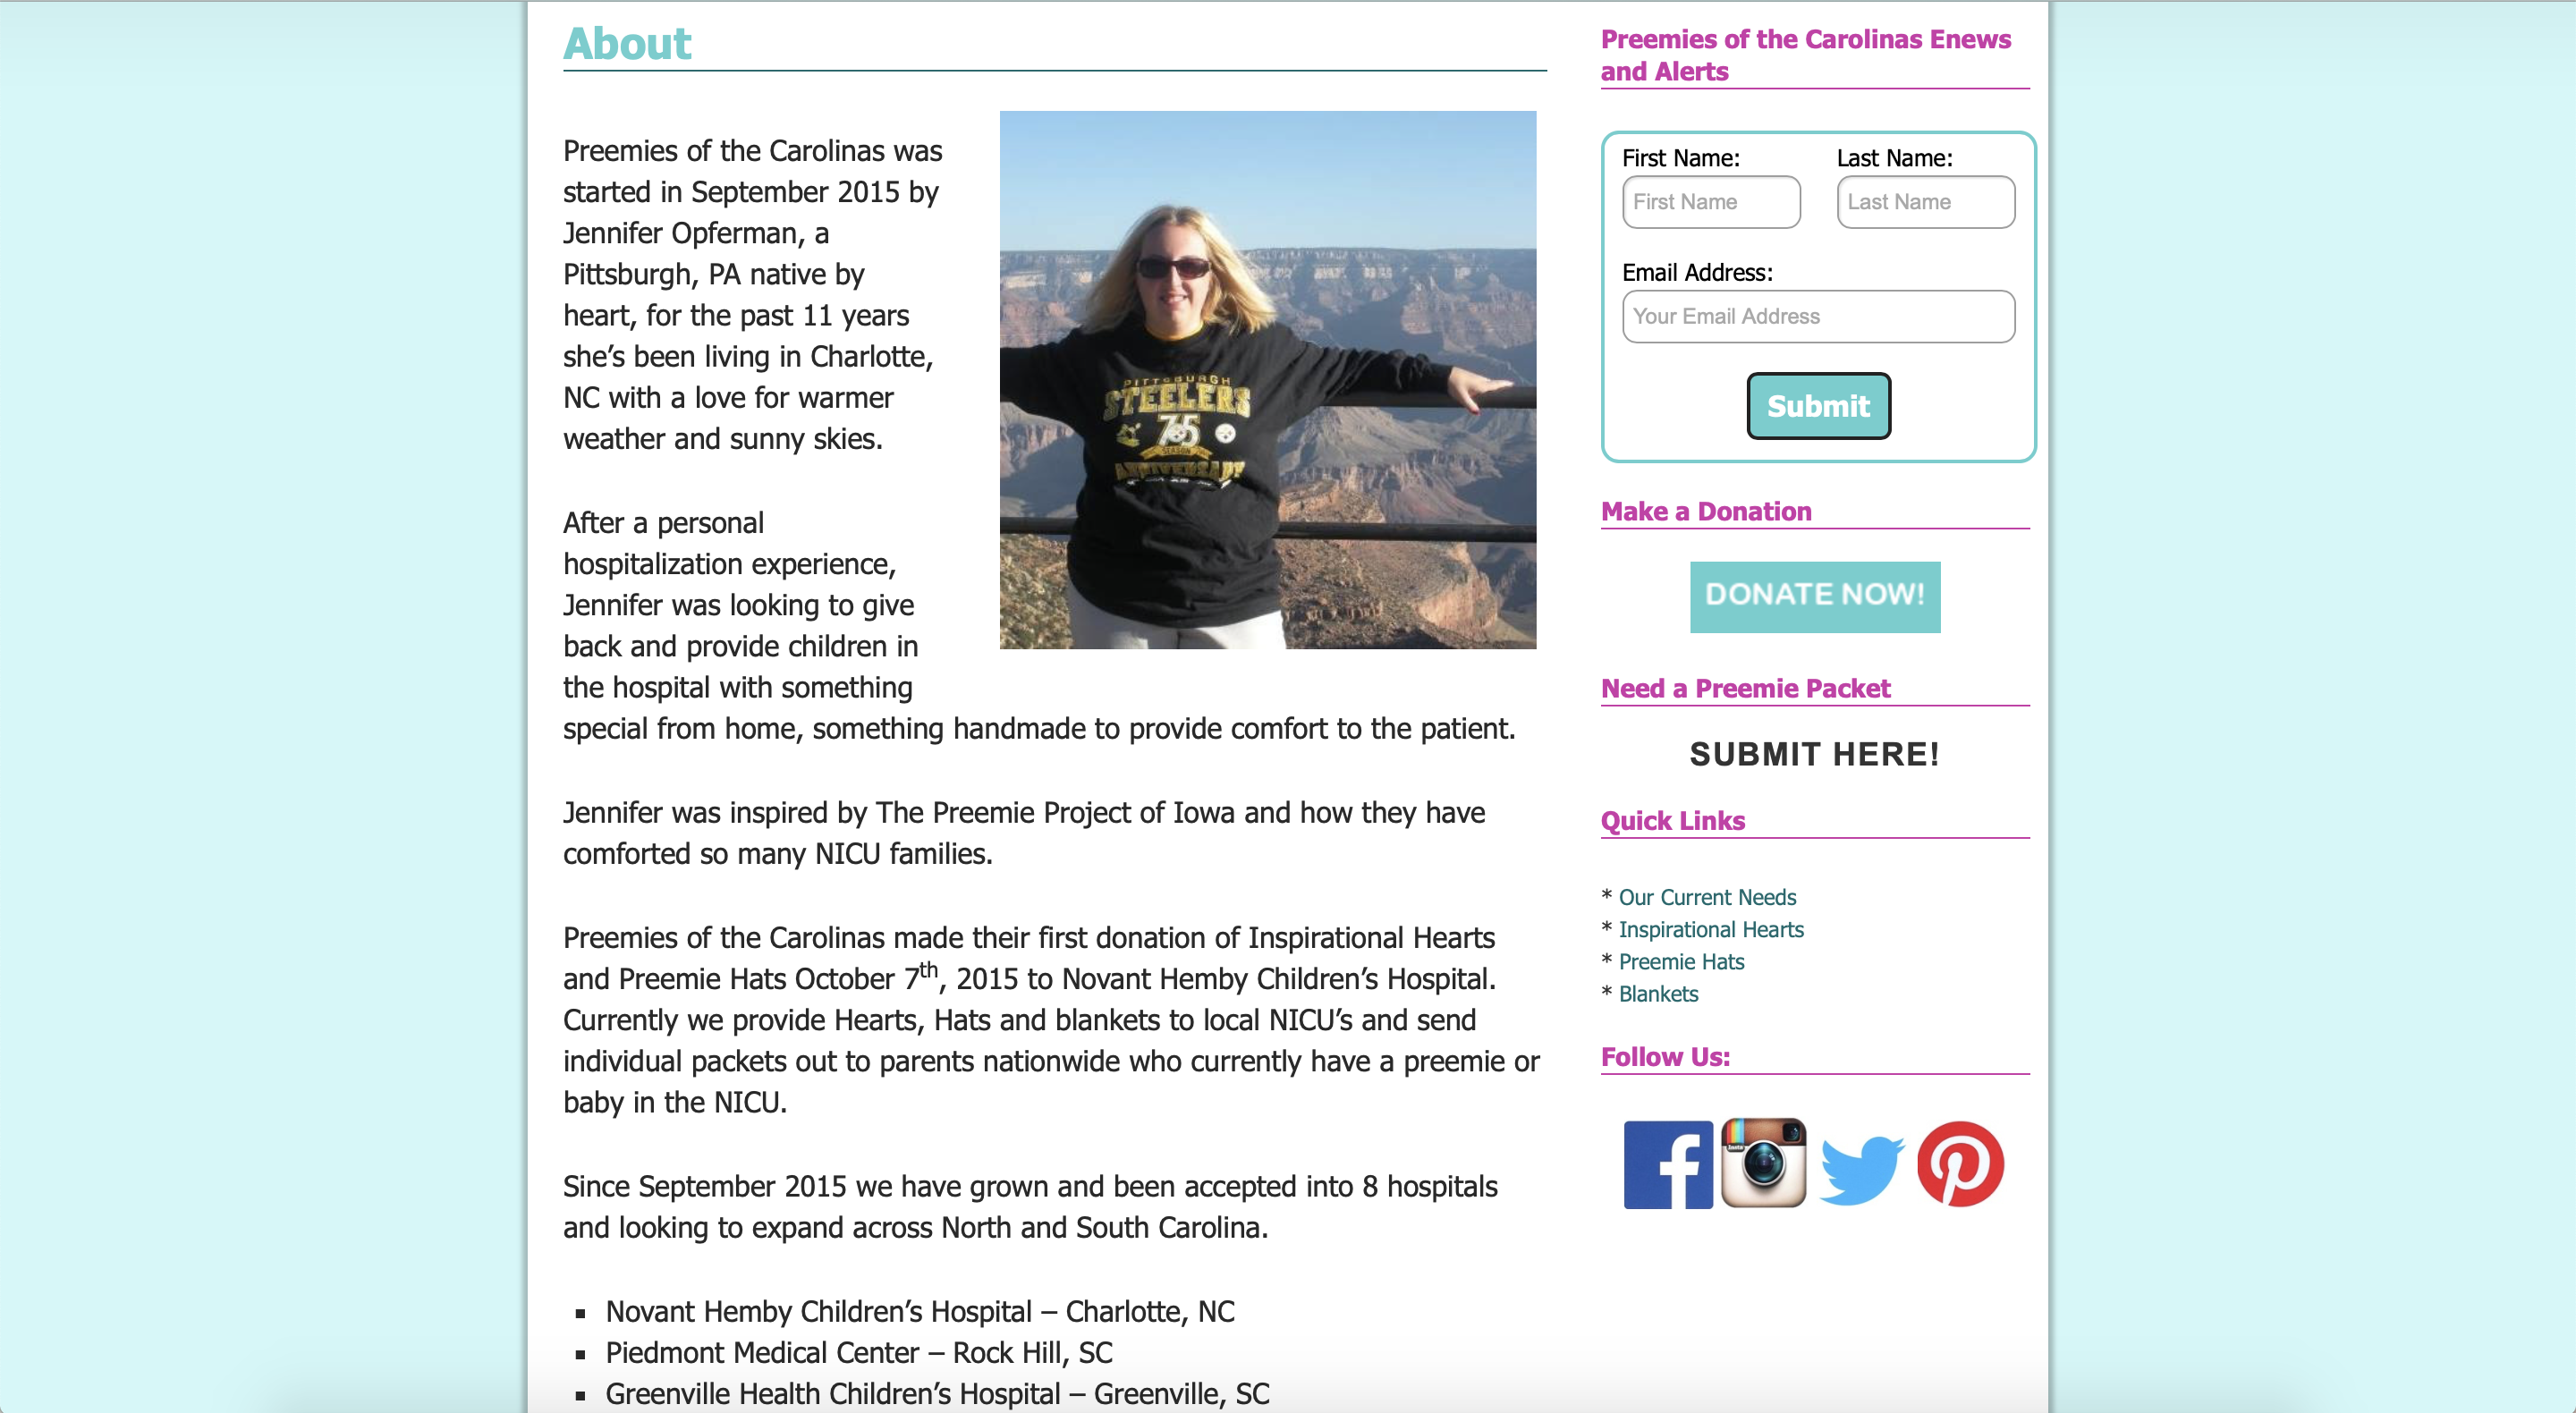 About
Preemies of the Carolinas was
started in September 2015 by
Jennifer Opferman, a
Pittsburgh, PA native by
heart, for the past 11 years
she’s been living in Charlotte,
NC with a love for warmer
weather and sunny skies.
After a personal
hospitalization experience,
Jennifer was looking to give
back and provide children in
the hospital with something
special from home, something handmade to provide comfort to the patient.
Jennifer was inspired by The Preemie Project of Iowa and how they have
comforted so many NICU families.
Preemies of the Carolinas made their first donation of Inspirational Hearts
and Preemie Hats October 7th, 2015 to Novant Hemby Children’s Hospital.
Currently we provide Hearts, Hats and blankets to local NICU’s and send
individual packets out to parents nationwide who currently have a preemie or
baby in the NICU.
Since September 2015 we have grown and been accepted into 8 hospitals
and looking to expand across North and South Carolina.
▪ Novant Hemby Children’s Hospital – Charlotte, NC
▪ Piedmont Medical Center – Rock Hill, SC
▪ Greenville Health Children’s Hospital – Greenville, SC
PITTSBURGH
STEELERS
75
SEASON
ANNIVERSARY
Preemies of the Carolinas Enews
and Alerts
First Name: Last Name:
First Name Last Name
Email Address:
Your Email Address
Submit
Make a Donation
DONATE NOW!
Need a Preemie Packet
SUBMIT HERE!
Quick Links
* Our Current Needs
* Inspirational Hearts
* Preemie Hats
* Blankets
Follow Us: